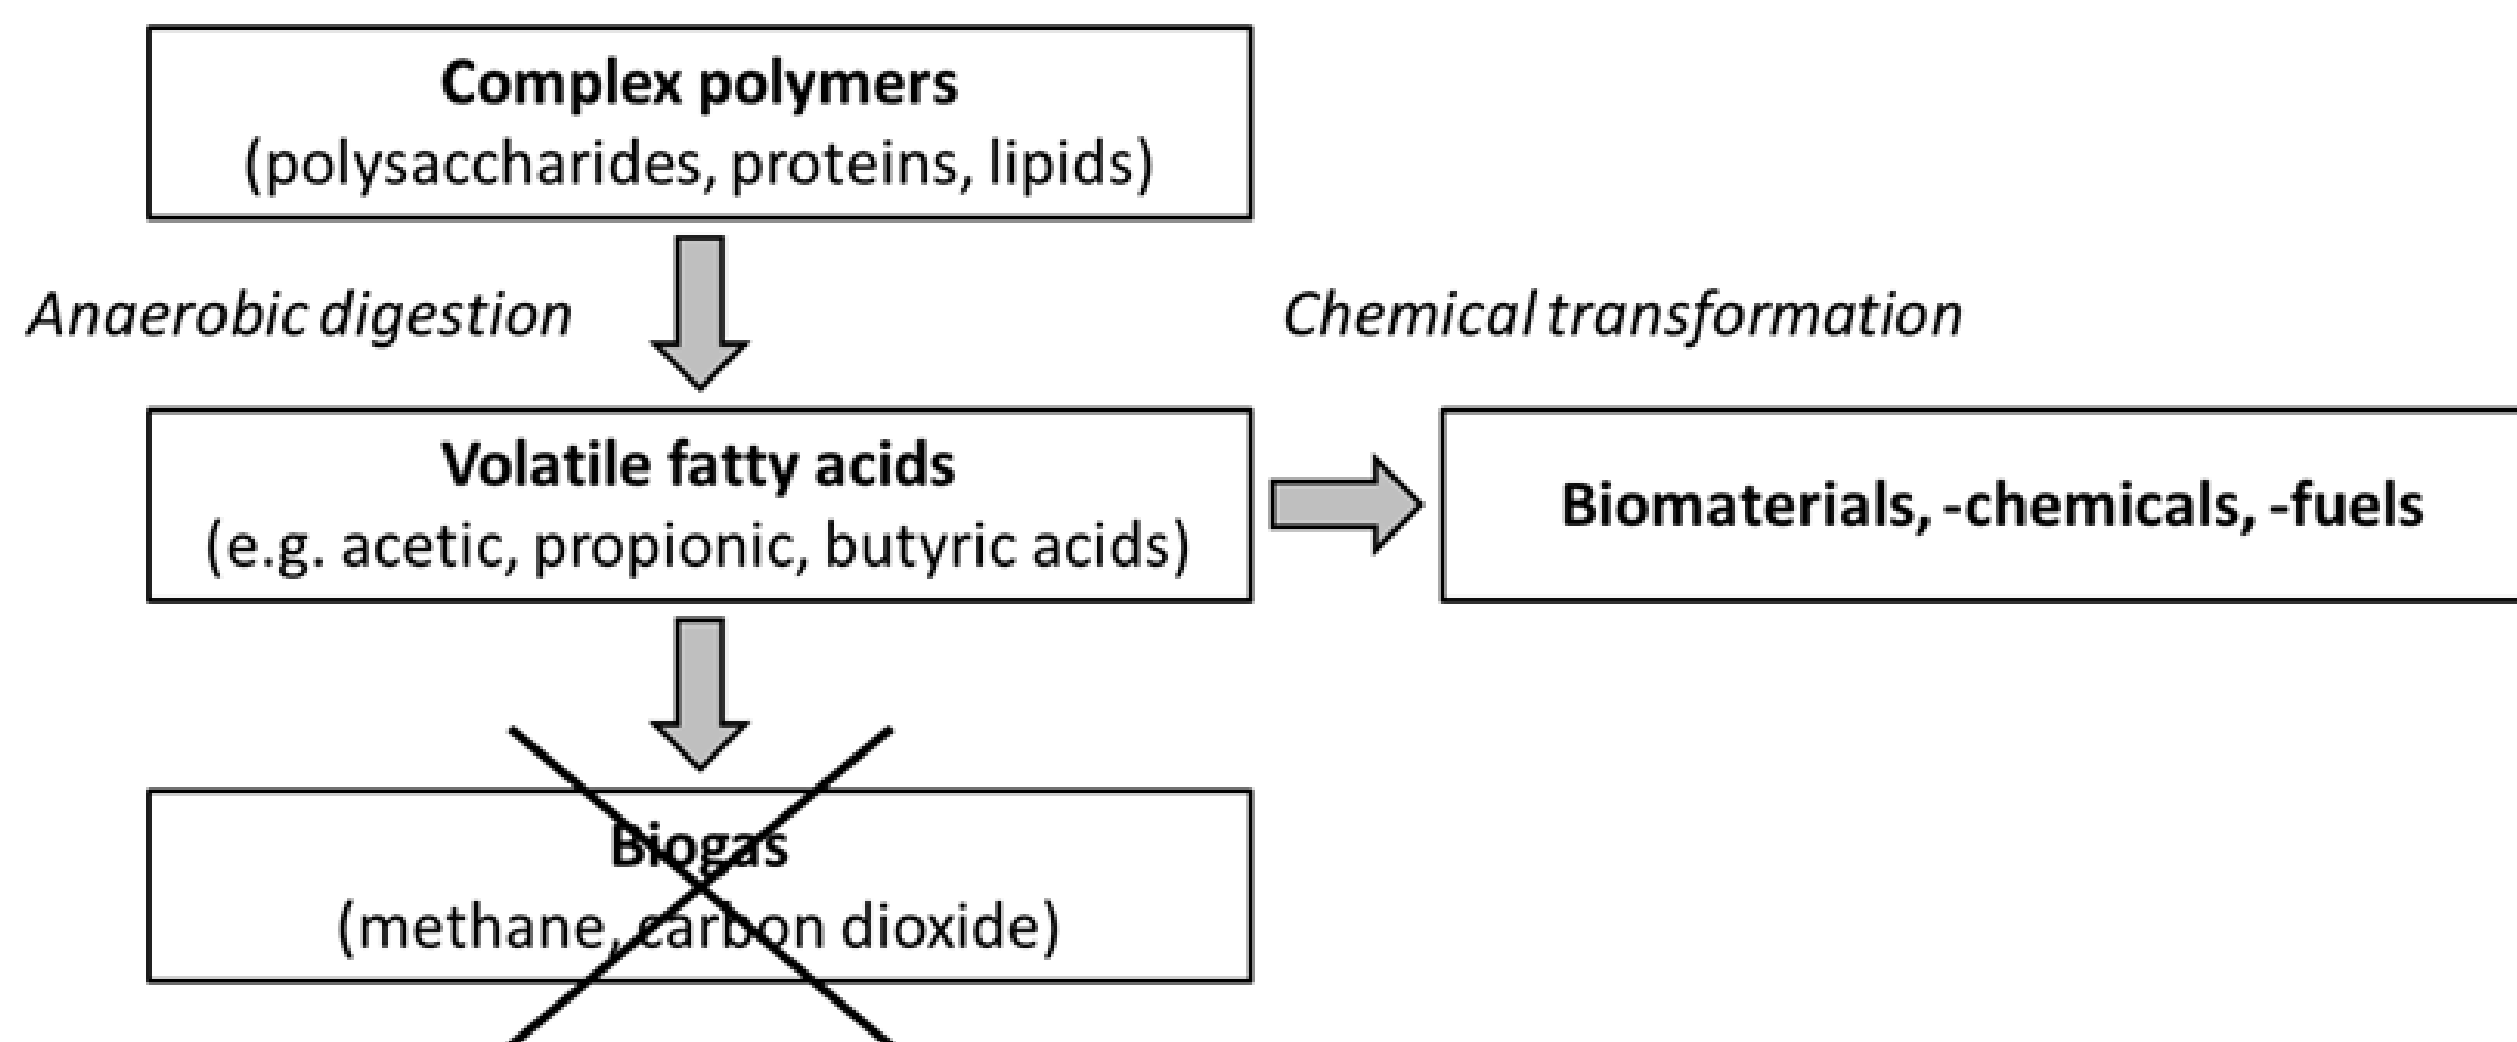 Complex polymers
(polysaccharides, proteins, lipids)
Anaerobic digestion
Chemical transformation
Volatile fatty acids
(e.g. acetic, propionic, butyric acids)
Biomaterials, -chemicals, -fuels
Biogas
(methane, carbon dioxide)